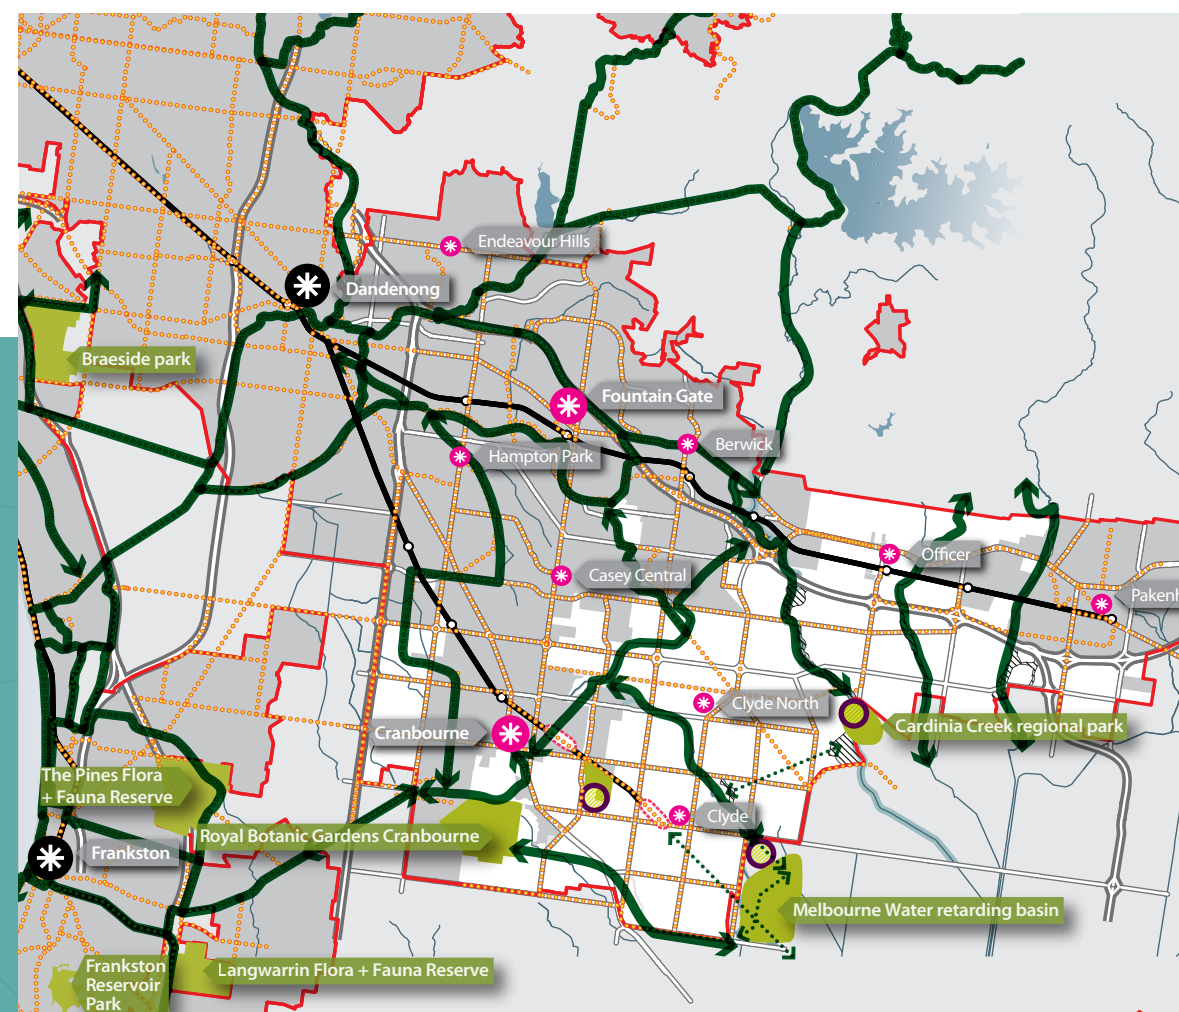 Endeavour Hills
Dandenong
Braeside park
Fountain Gate
Berwick
Hampton Park
Officer
Casey Central
Pakenh
Clyde North
Cardinia Creek regional park
Cranbourne
The Pines Flora
+ Fauna Reserve
Clyde
Royal Botanic Gardens Cranbourne
Frankston
Melbourne Water retarding basin
Frankston
Reservoir
Park
Langwarrin Flora + Fauna Reserve